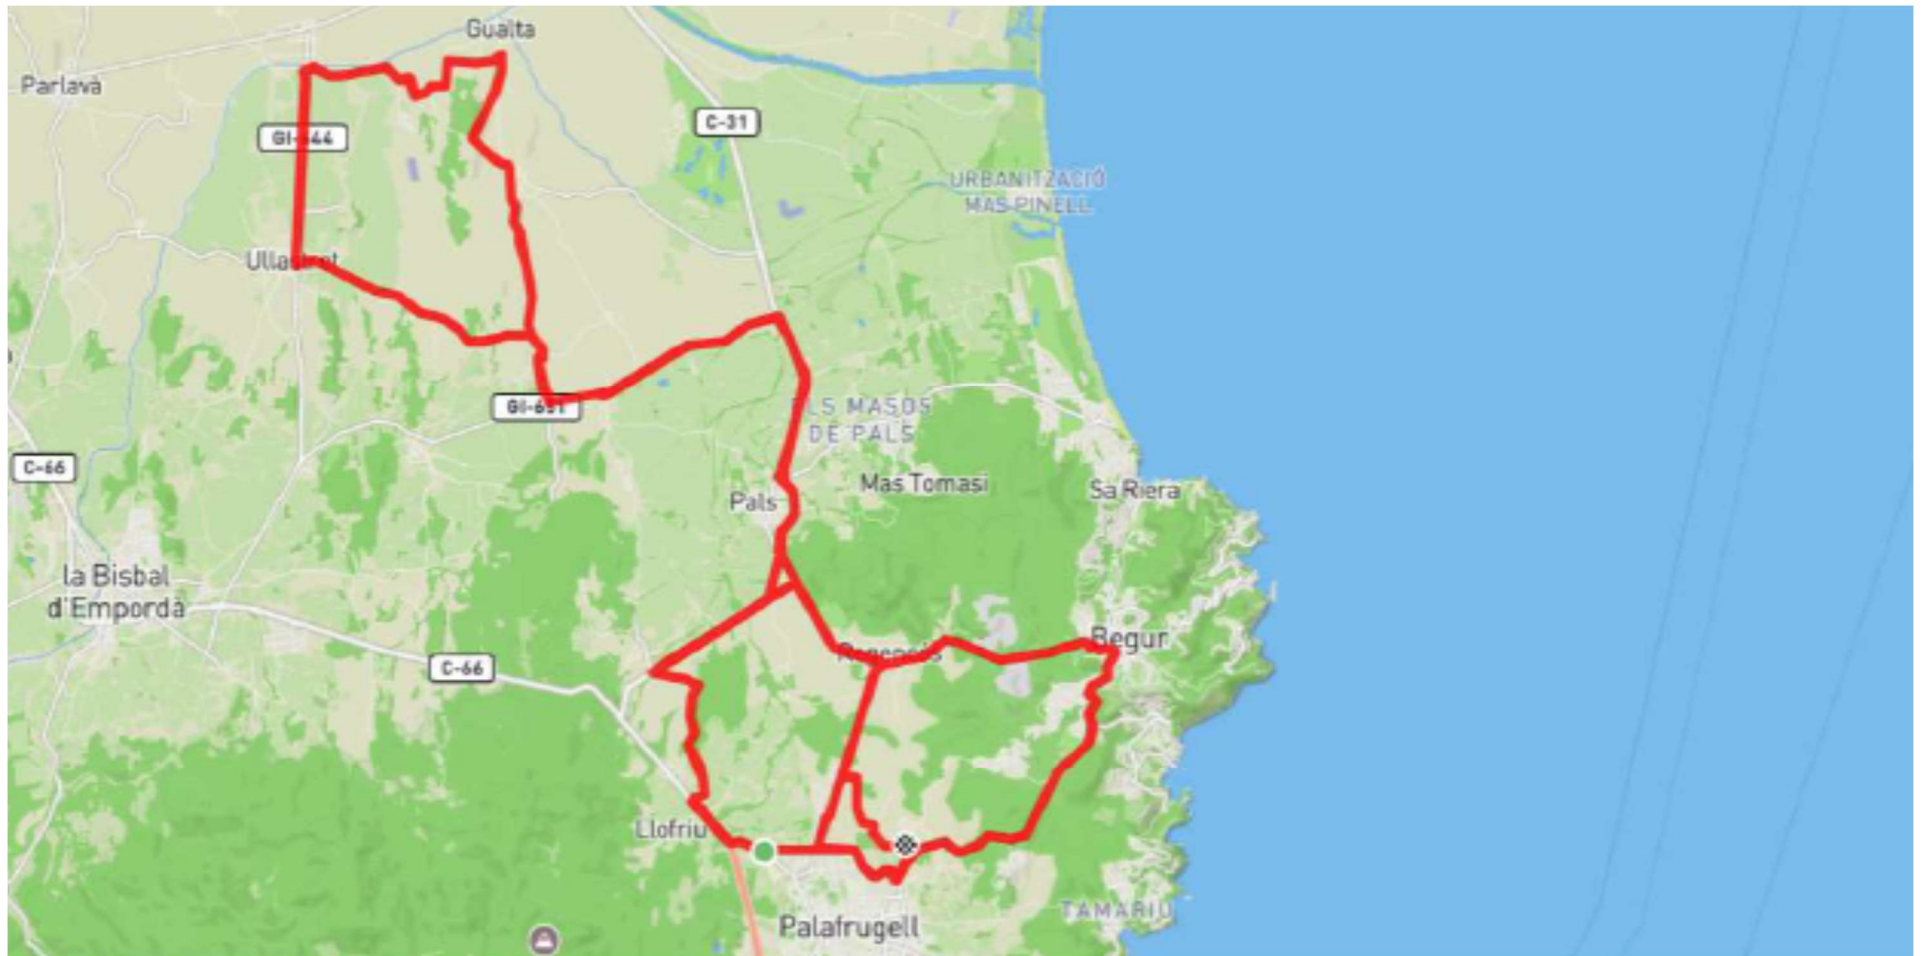 Gualta
Parlavà
C-31
GI-644
URBANITZACIÓ
MAS PINELL
Ullastret
GI-651
ELS MASOS
DE PALS
C-66
Mas Tomasi
Sa Riera
Pals
la Bisbal
d'Empordà
Begur
C-66
Llofriu
TAMARIU
Palafrugell